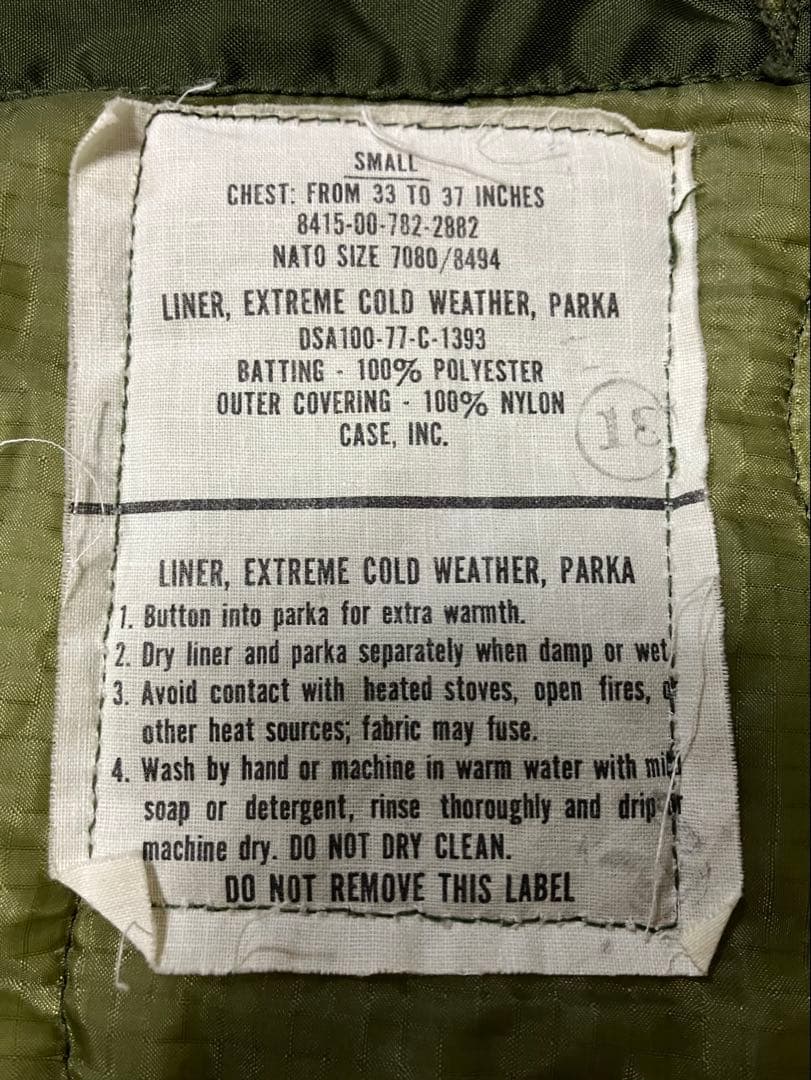 SMALL
CHEST: FROM 33 TO 37 INCHES
8415-00-782-2882
NATO SIZE 7080/8494
LINER, EXTREME COLD WEATHER, PARKA
DSA100-77-C-1393
BATTING - 100% POLYESTER
OUTER COVERING - 100% NYLON
CASE, INC.
LINER, EXTREME COLD WEATHER, PARKA
1. Button into parka for extra warmth.
2. Dry liner and parka separately when damp or wet,
3. Avoid contact with heated stoves, open fires, or
other heat sources; fabric may fuse.
4. Wash by hand or machine in warm water with mild
soap or detergent, rinse thoroughly and drip or
machine dry. DO NOT DRY CLEAN.
DO NOT REMOVE THIS LABEL